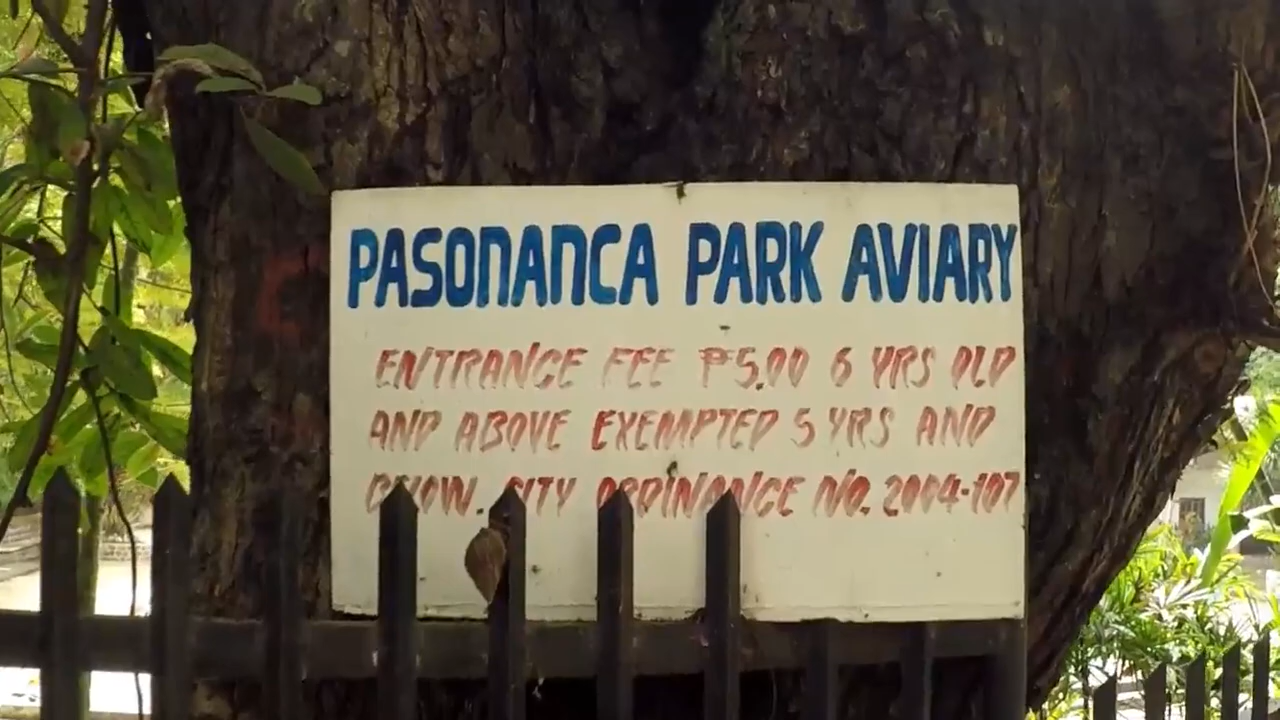 PASONANCA PARK AVIARY
ENTRANCE FEE ₱5.00 6 YRS OLD
AND ABOVE EXEMPTED 5 YRS AND
BELOW. CITY ORDINANCE NO. 2004-107